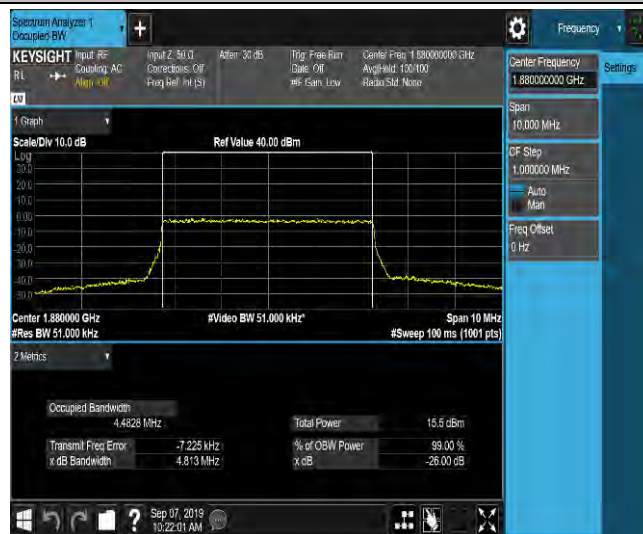 Spectrum Analyzer 1
Occupied BW
Frequency
KEYSIGHT
RL
Input: RF
Coupling: AC
Align: Off
Input Z: 50 Ω
Corrections: Off
Freq Ref: Int (S)
Atten: 30 dB
Trig: Free Run
Gate: Off
#IF Gain: Low
Center Freq: 1.880000000 GHz
Avg|Hold: 100/100
Radio Std: None
Center Frequency
1.880000000 GHz
Settings
Span
10.000 MHz
CF Step
1.000000 MHz
Auto
Man
Freq Offset
0 Hz
1 Graph
Scale/Div 10.0 dB
Ref Value 40.00 dBm
Log
30.0
20.0
10.0
0.00
-10.0
-20.0
-30.0
-40.0
-50.0
Center 1.880000 GHz
#Video BW 51.000 kHz*
Span 10 MHz
#Res BW 51.000 kHz
#Sweep 100 ms (1001 pts)
2 Metrics
Occupied Bandwidth
4.4828 MHz
Total Power
15.5 dBm
Transmit Freq Error
-7.225 kHz
% of OBW Power
99.00 %
x dB Bandwidth
4.813 MHz
x dB
-26.00 dB
?
Sep 07, 2019
10:22:01 AM